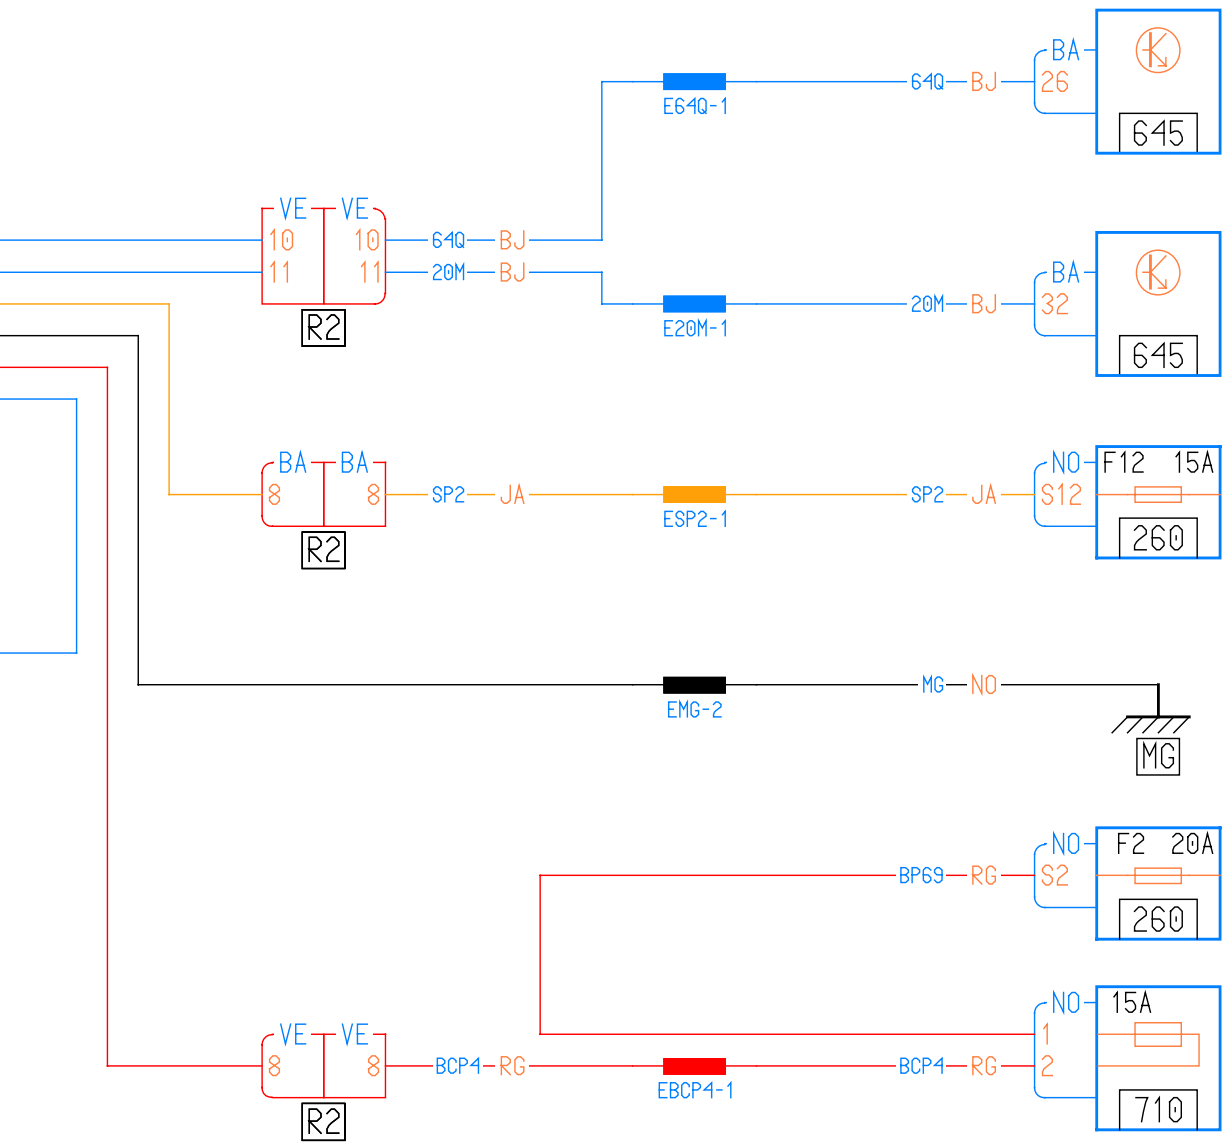 BA
64Q BJ 26
E64Q-1
645
VE VE
10 10 64Q BJ
11 11 20M BJ
R2
BA
20M BJ 32
E20M-1
645
BA BA
8 8 SP2 JA
R2
ESP2-1
NO F12 15A
SP2 JA S12
260
MG NO
EMG-2
MG
NO F2 20A
BP69 RG S2
260
NO 15A
1
VE VE
8 8 BCP4 RG
BCP4 RG 2
EBCP4-1
R2
710